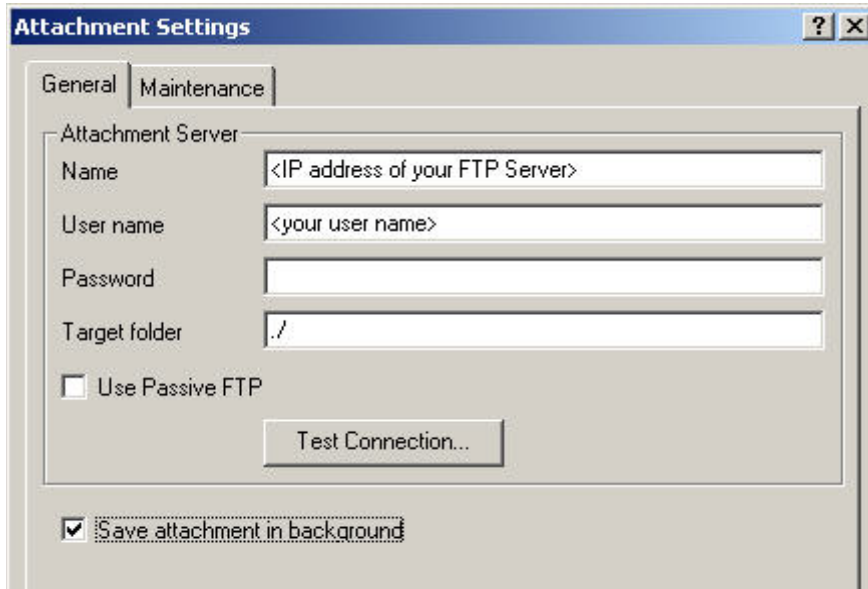 Attachment Settings
General Maintenance
Attachment Server
Name <IP address of your FTP Server>
User name <your user name>
Password
Target folder ./
Use Passive FTP
Test Connection...
Save attachment in background